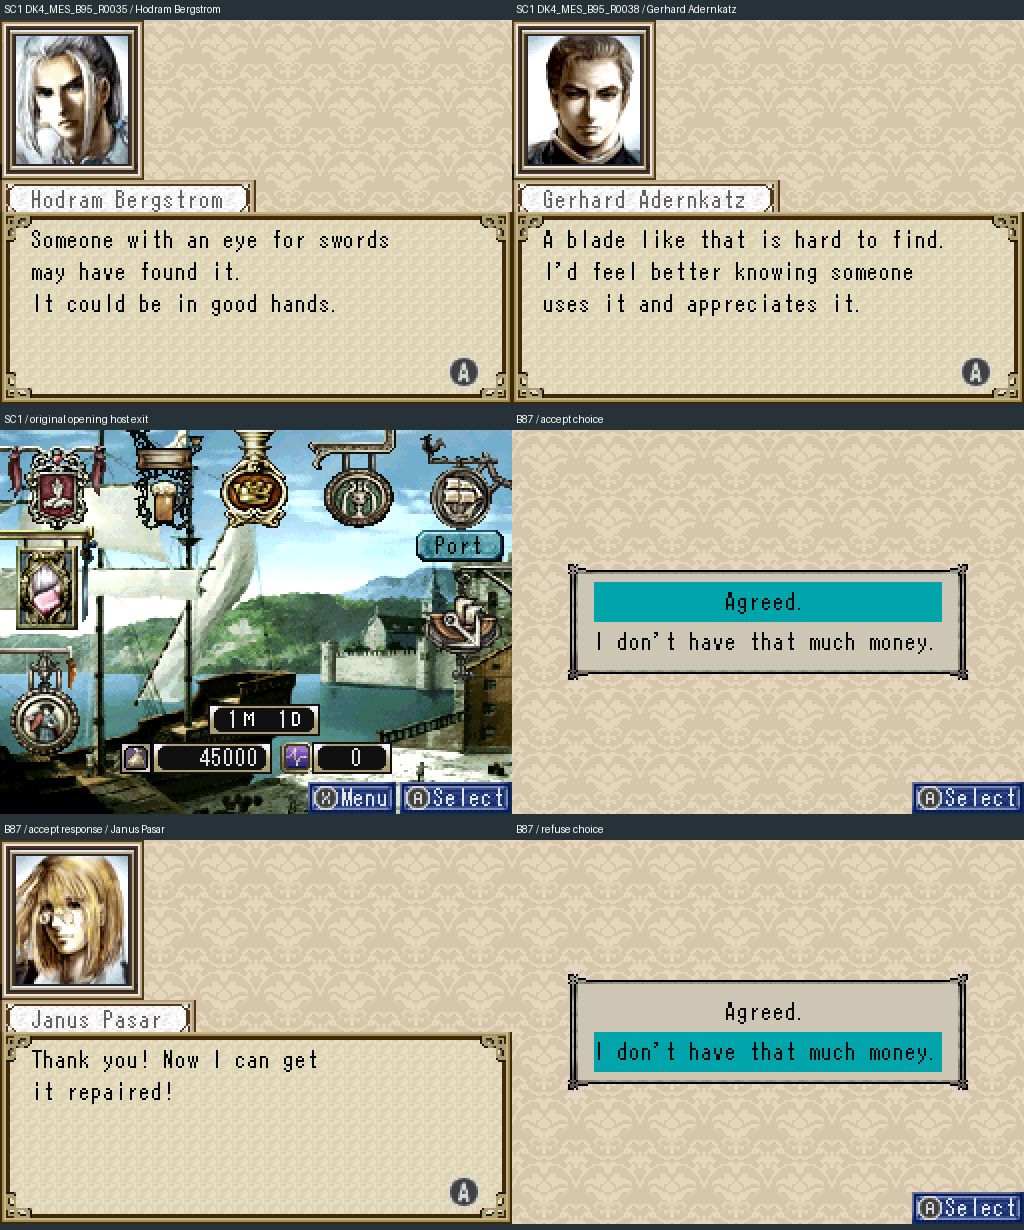 SC1 DK4_MES_B95_R0035 / Hodram Bergstrom
Hodram Bergstrom
Someone with an eye for swords
may have found it.
It could be in good hands.
A
SC1 DK4_MES_B95_R0038 / Gerhard Adernkatz
Gerhard Adernkatz
A blade like that is hard to find.
I'd feel better knowing someone
uses it and appreciates it.
A
SC1 / original opening host exit
Port
1M 1D
45000
0
X Menu
A Select
B87 / accept choice
Agreed.
I don't have that much money.
A Select
B87 / accept response / Janus Pasar
Janus Pasar
Thank you! Now I can get
it repaired!
A
B87 / refuse choice
Agreed.
I don't have that much money.
A Select